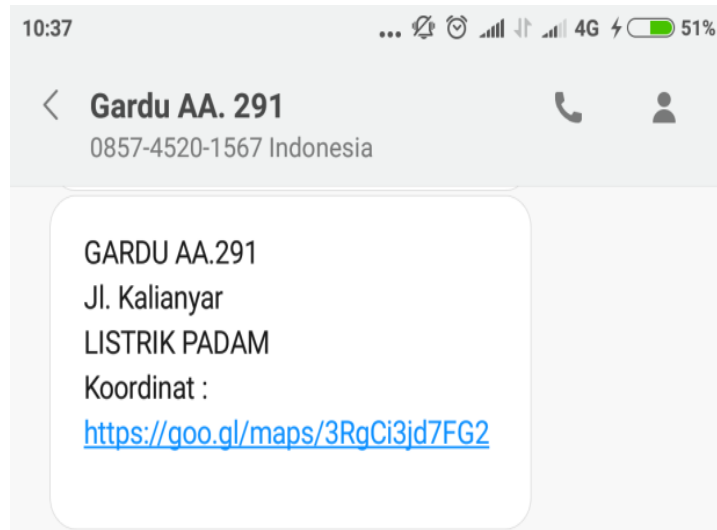 10:37 ... 4G 51%
Gardu AA. 291
0857-4520-1567 Indonesia
GARDU AA.291
Jl. Kalianyar
LISTRIK PADAM
Koordinat :
https://goo.gl/maps/3RgCi3jd7FG2